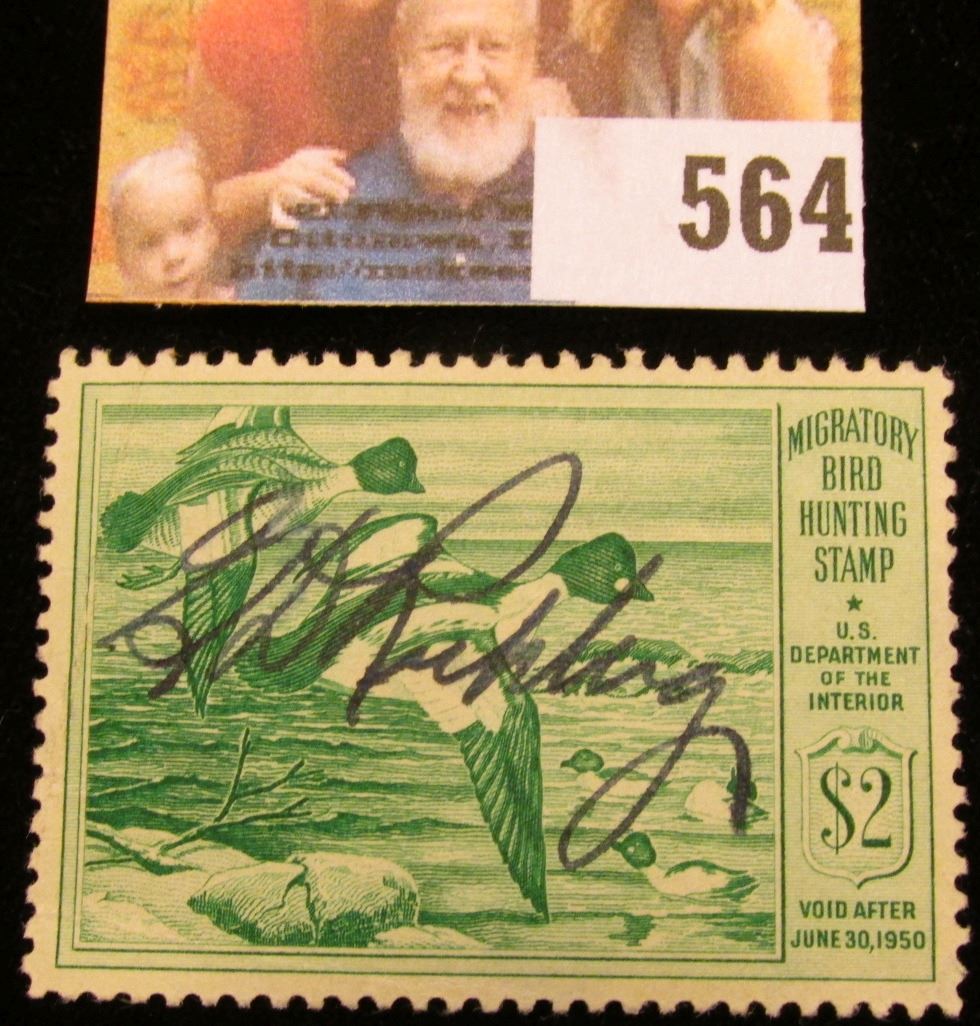 564
MIGRATORY
BIRD
HUNTING
STAMP
★
U.S.
DEPARTMENT
OF THE
INTERIOR
$2
VOID AFTER
JUNE 30, 1950